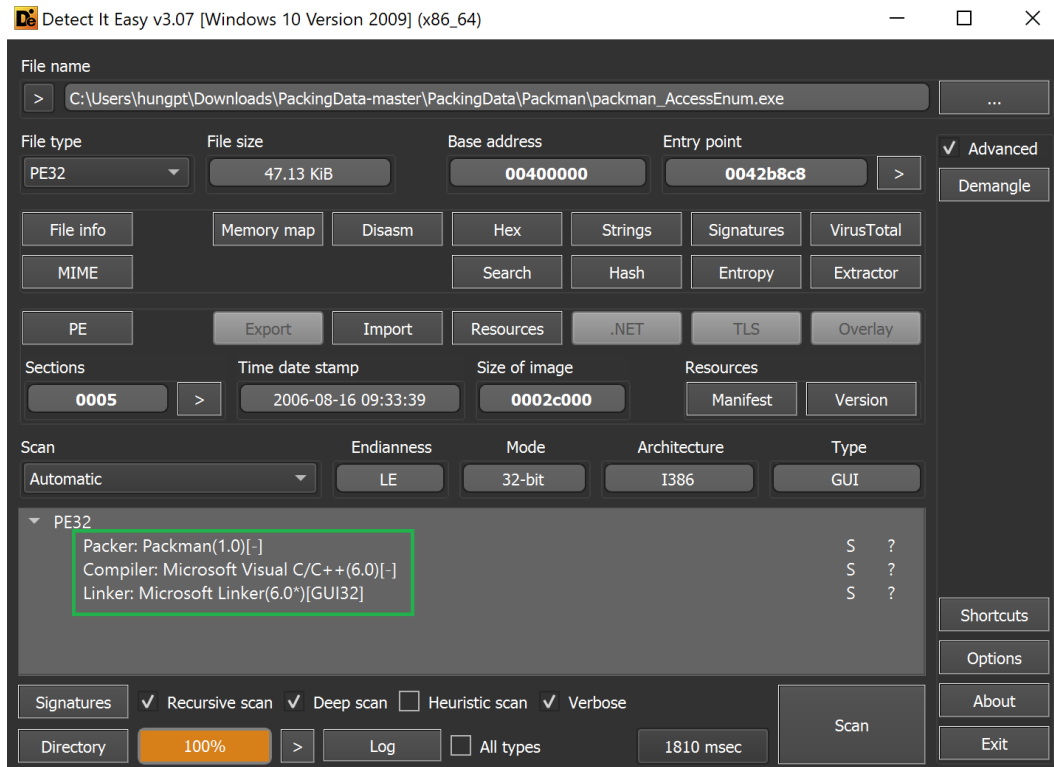 Detect It Easy v3.07 [Windows 10 Version 2009] (x86_64)
File name
> C:\Users\hungpt\Downloads\PackingData-master\PackingData\Packman\packman_AccessEnum.exe ...
File type File size Base address Entry point Advanced
PE32 47.13 KiB 00400000 0042b8c8 > Demangle
File info Memory map Disasm Hex Strings Signatures VirusTotal
MIME Search Hash Entropy Extractor
PE Export Import Resources .NET TLS Overlay
Sections Time date stamp Size of image Resources
0005 > 2006-08-16 09:33:39 0002c000 Manifest Version
Scan Endianness Mode Architecture Type
Automatic LE 32-bit I386 GUI
PE32
Packer: Packman(1.0)[-] S ?
Compiler: Microsoft Visual C/C++(6.0)[-] S ?
Linker: Microsoft Linker(6.0*)[GUI32] S ?
Shortcuts
Options
Signatures Recursive scan Deep scan Heuristic scan Verbose Scan About
Directory 100% > Log All types 1810 msec Exit